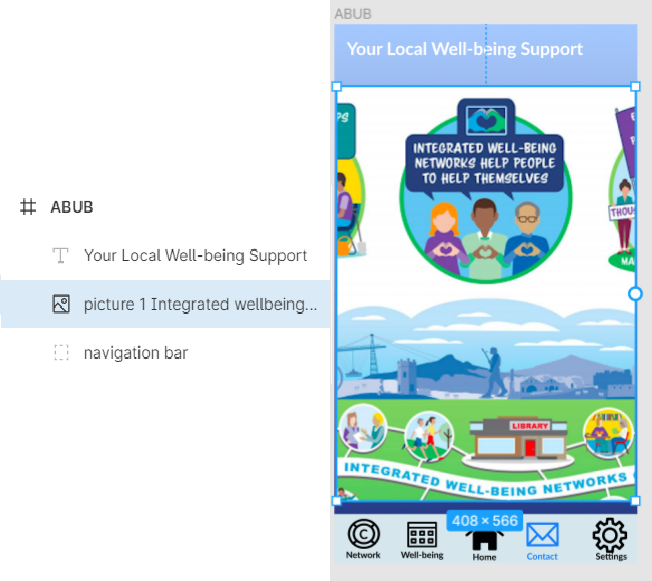 ABUB
Your Local Well-being Support
picture 1 Integrated wellbeing...
navigation bar
ABUB
Your Local Well-being Support
INTEGRATED WELL-BEING
NETWORKS HELP PEOPLE
TO HELP THEMSELVES
PS
THOU
MA
LIBRARY
INTEGRATED WELL-BEING NETWORKS
408 × 566
Network
Well-being
Home
Contact
Settings